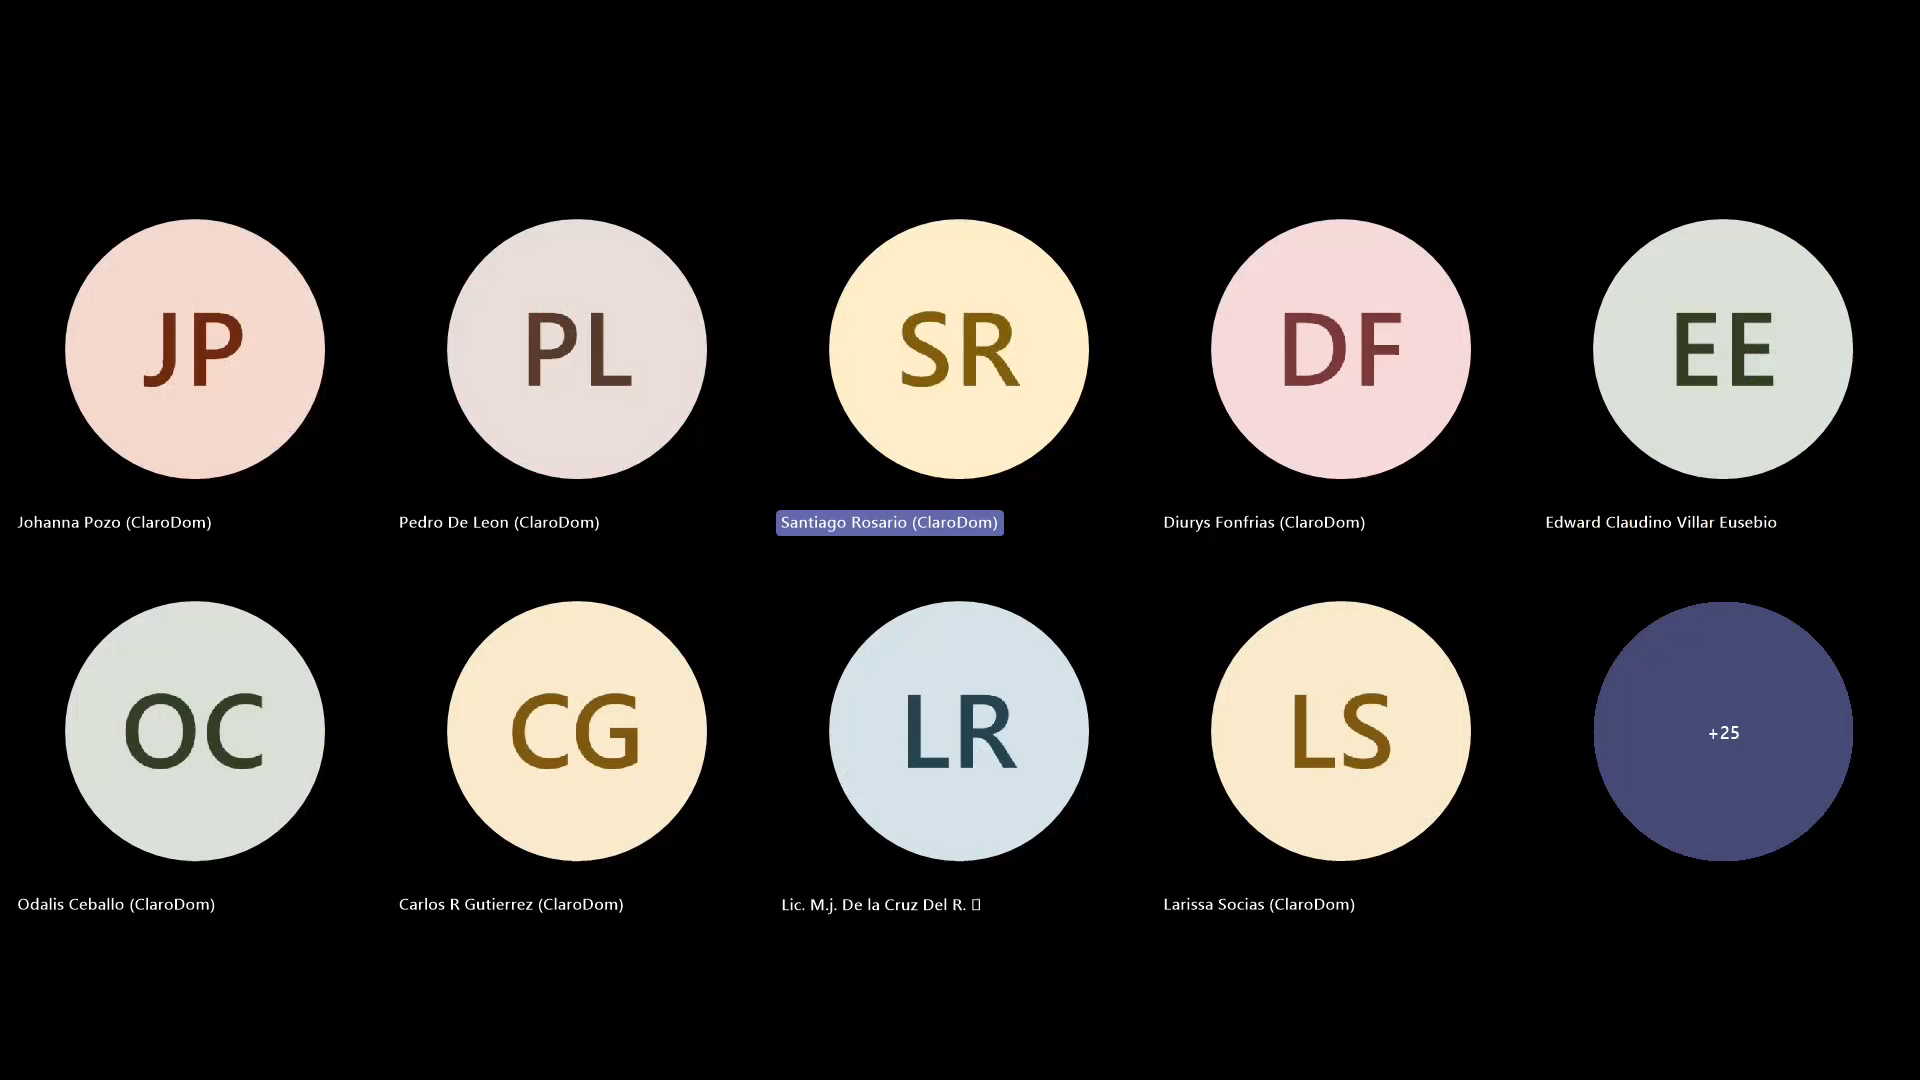 JP
PL
SR
DF
EE
Johanna Pozo (ClaroDom)
Pedro De Leon (ClaroDom)
Santiago Rosario (ClaroDom)
Diurys Fonfrias (ClaroDom)
Edward Claudino Villar Eusebio
OC
CG
LR
LS
+25
Odalis Ceballo (ClaroDom)
Carlos R Gutierrez (ClaroDom)
Lic. M.j. De la Cruz Del R. 
Larissa Socias (ClaroDom)